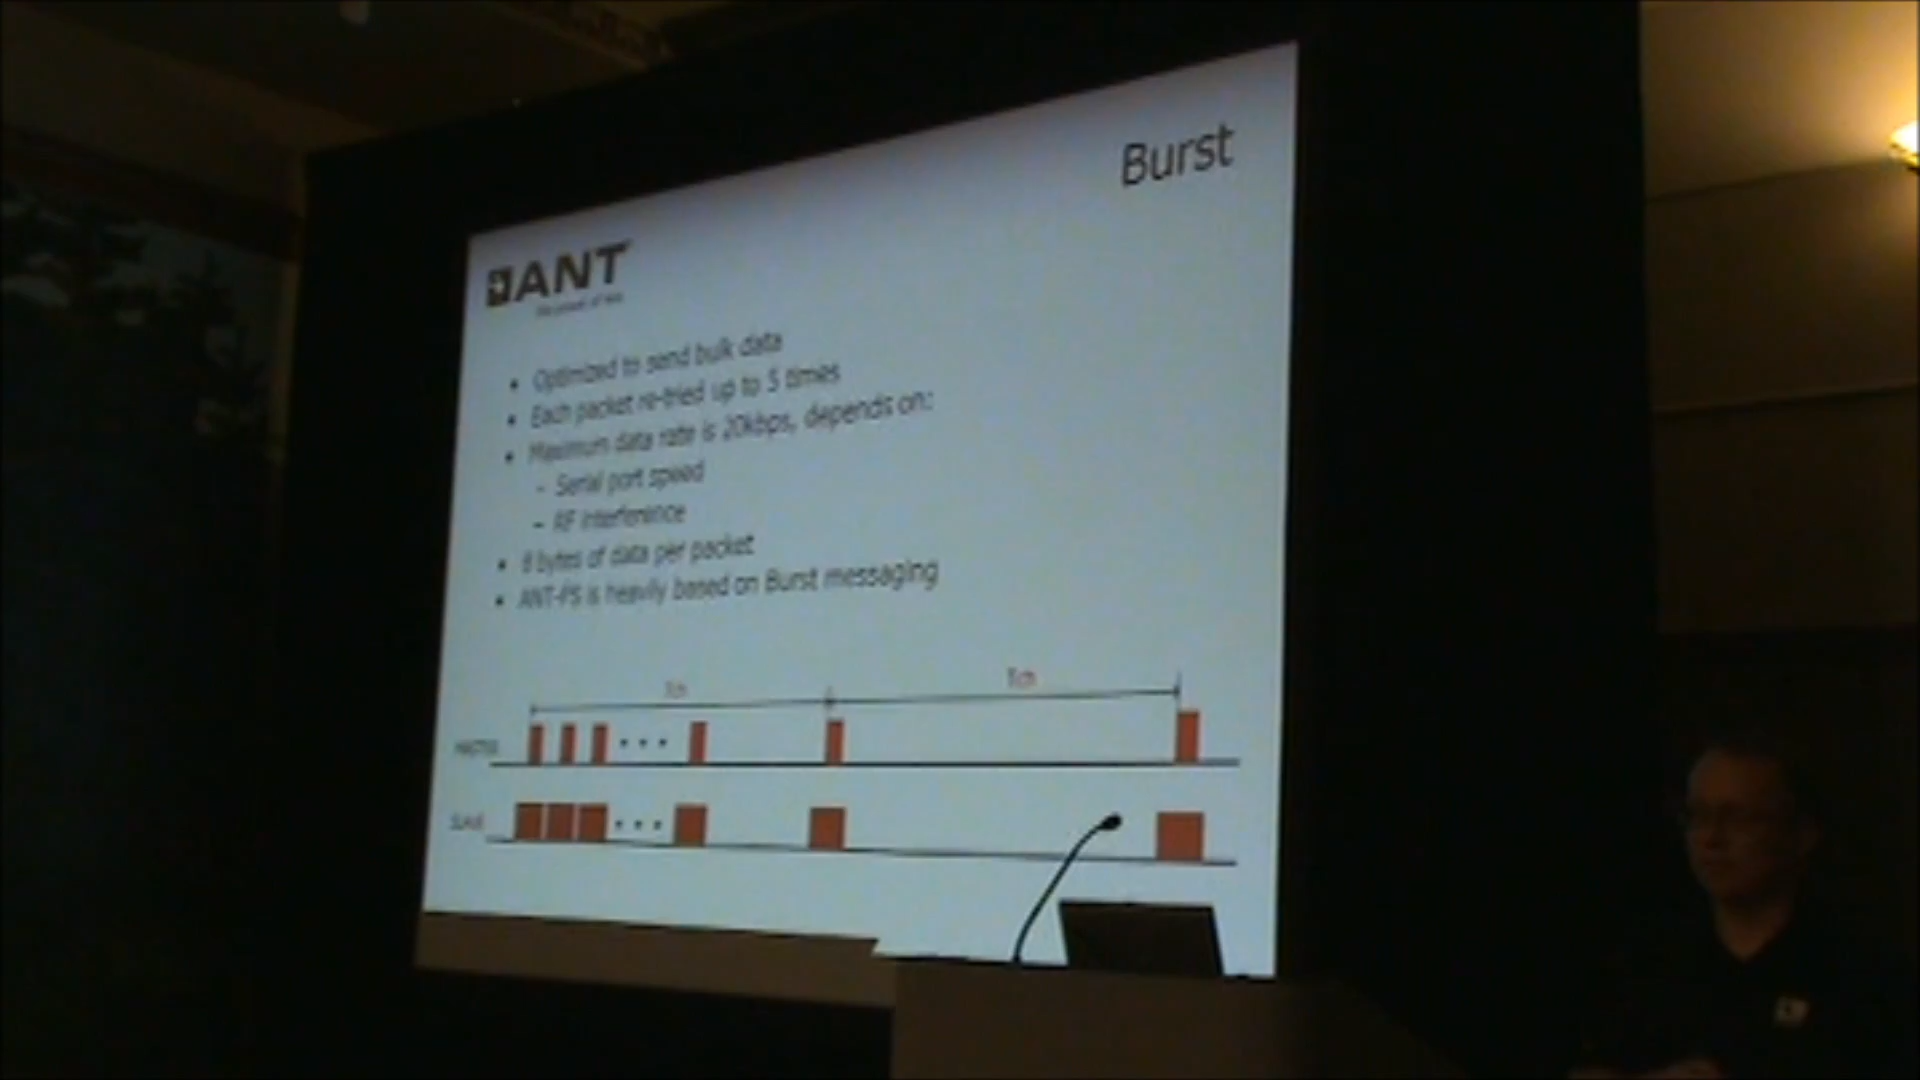 Burst
ANT
• Optimized to send bulk data
• Each packet re-tried up to 5 times
• Maximum data rate is 20kbps, depends on:
- Serial port speed
- RF interference
• 8 bytes of data per packet
• ANT-FS is heavily based on Burst messaging
Tch Tch
MASTER
SLAVE